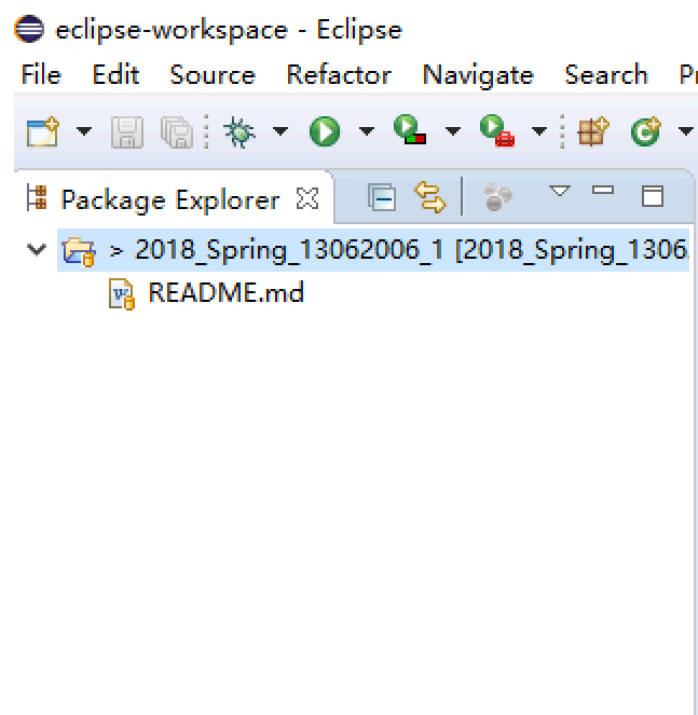 eclipse-workspace - Eclipse
File Edit Source Refactor Navigate Search
Package Explorer
> 2018_Spring_13062006_1 [2018_Spring_1306
README.md